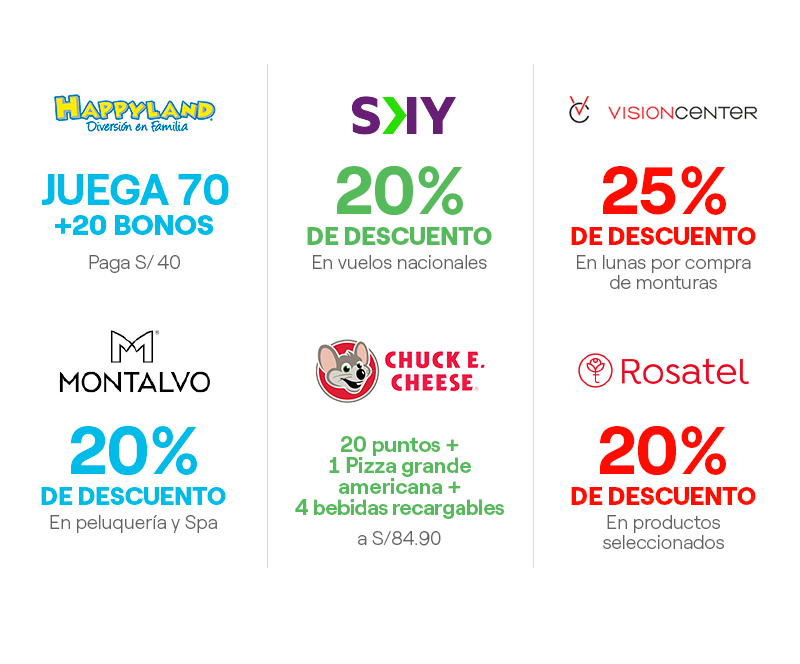 HAPPYLAND
Diversión en Familia
JUEGA 70
+20 BONOS
Paga S/ 40
SKY
20%
DE DESCUENTO
En vuelos nacionales
VISIONCENTER
25%
DE DESCUENTO
En lunas por compra
de monturas
M®
MONTALVO
20%
DE DESCUENTO
En peluquería y Spa
CHUCK E.
CHEESE®
20 puntos +
1 Pizza grande
americana +
4 bebidas recargables
a S/84.90
Rosatel
20%
DE DESCUENTO
En productos
seleccionados